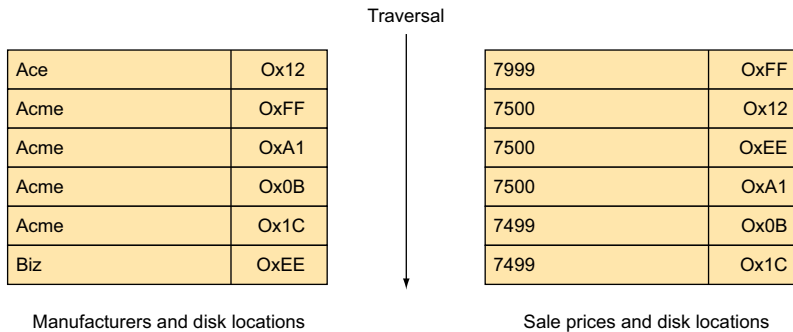 Traversal
Ace Ox12
Acme OxFF
Acme OxA1
Acme Ox0B
Acme Ox1C
Biz OxEE
Manufacturers and disk locations
7999 OxFF
7500 Ox12
7500 OxEE
7500 OxA1
7499 Ox0B
7499 Ox1C
Sale prices and disk locations